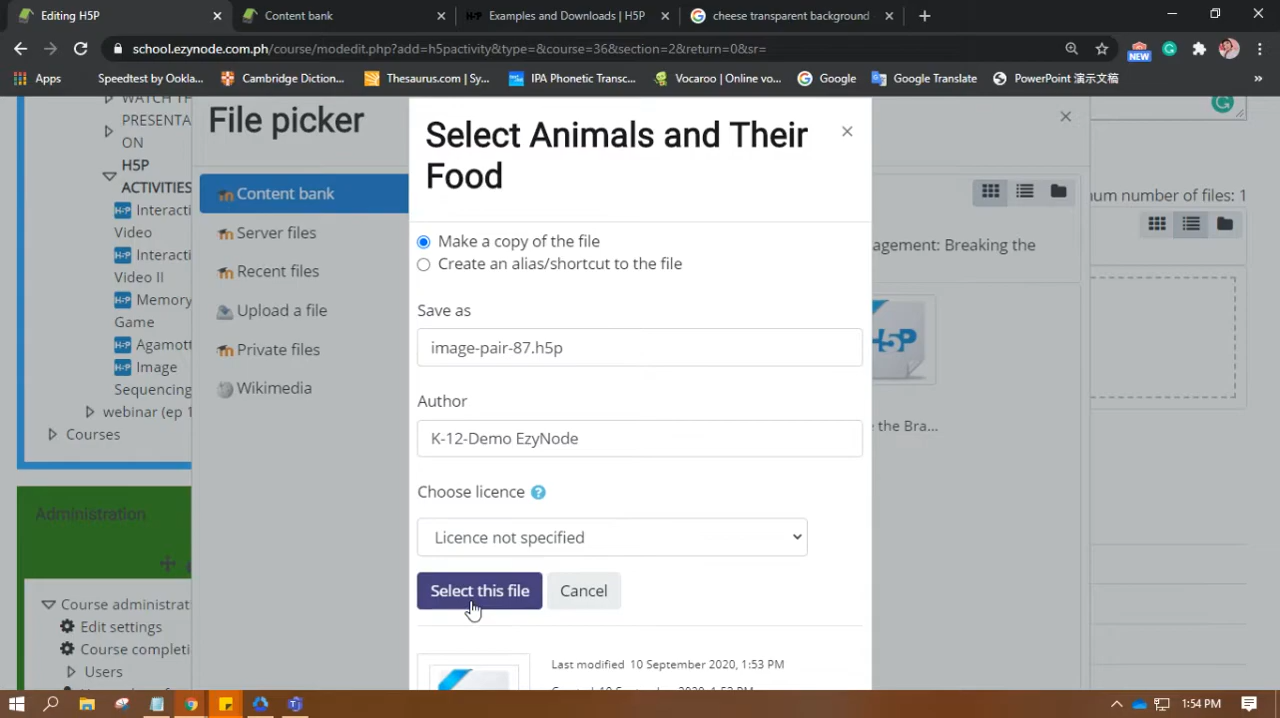 Editing H5P
Content bank
Examples and Downloads | H5P
cheese transparent background
school.ezynode.com.ph/course/modedit.php?add=h5pactivity&type=&course=36&section=2&return=0&sr=
NEW
Apps
Speedtest by Ookla...
Cambridge Diction...
Thesaurus.com | Sy...
IPA Phonetic Transc...
Vocaroo | Online vo...
Google
Google Translate
PowerPoint 演示文稿
»
WATCH TH
PRESENTA
ON
H5P
ACTIVITIES
H-P Interacti
Video
H-P Interacti
Video II
H-P Memory
Game
H-P Agamott
H-P Image
Sequencing
webinar (ep 1
Courses
Administration
Course administrat
Edit settings
Course completi
Users
File picker
Content bank
Server files
Recent files
Upload a file
Private files
Wikimedia
Select Animals and Their
Food
Make a copy of the file
Create an alias/shortcut to the file
Save as
image-pair-87.h5p
Author
K-12-Demo EzyNode
Choose licence
Licence not specified
Select this file
Cancel
Last modified 10 September 2020, 1:53 PM
num number of files: 1
agement: Breaking the
H5P
the Bra...
1:54 PM